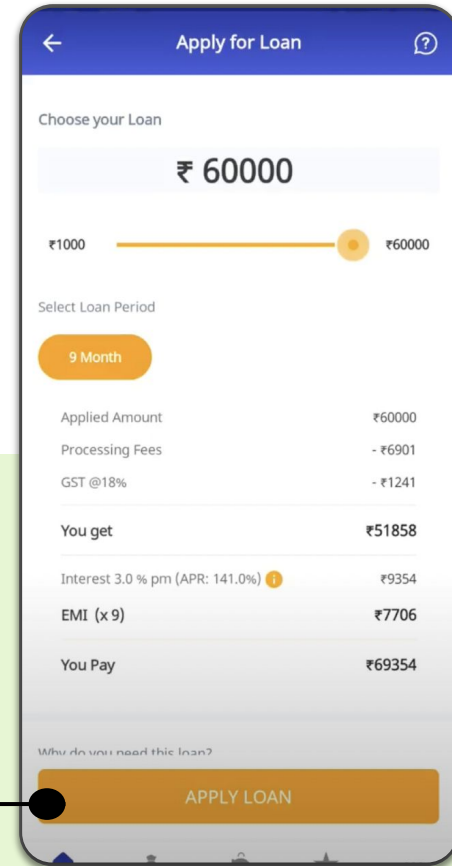 Apply for Loan
Choose your Loan
₹ 60000
₹1000 ₹60000
Select Loan Period
9 Month
Applied Amount ₹60000
Processing Fees - ₹6901
GST @18% - ₹1241
You get ₹51858
Interest 3.0 % pm (APR: 141.0%) ₹9354
EMI (x 9) ₹7706
You Pay ₹69354
Why do you need this loan?
APPLY LOAN